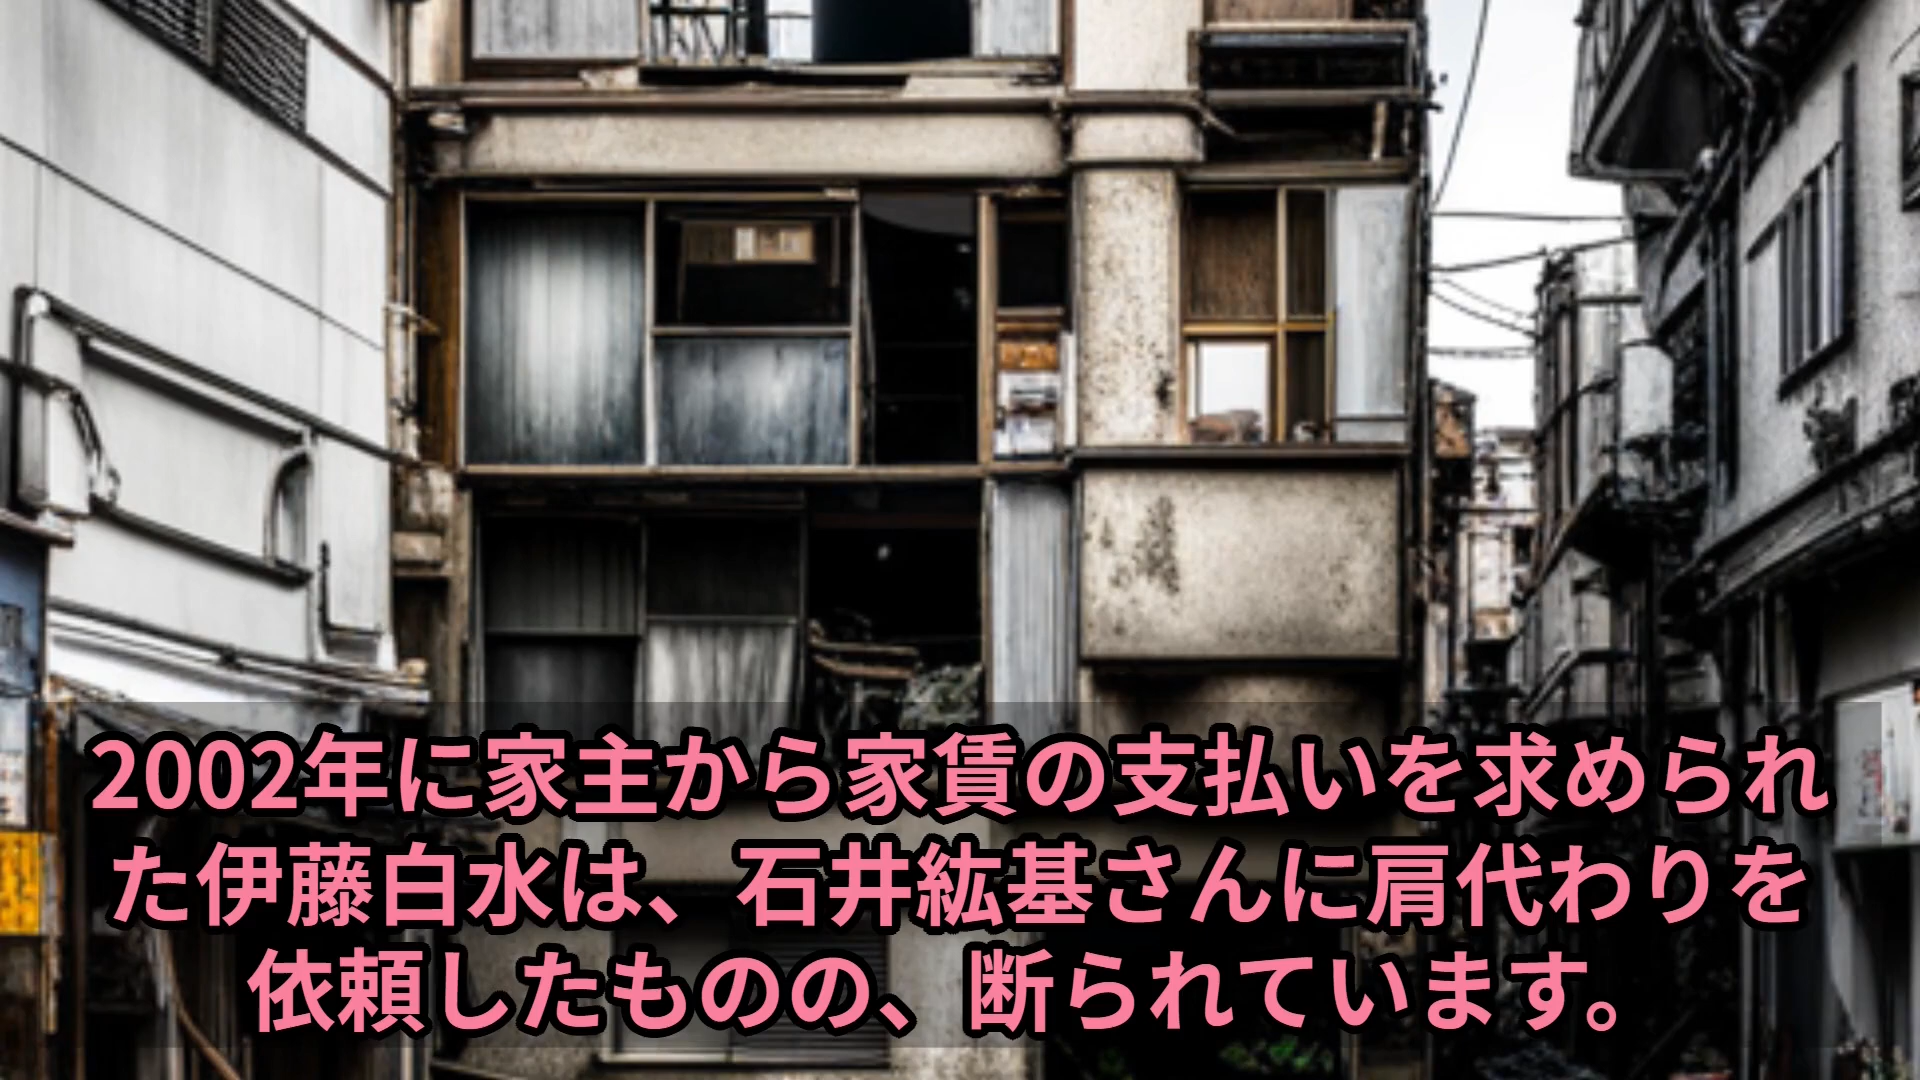 2002年に家主から家賃の支払いを求められ
た伊藤白水は、石井紘基さんに肩代わりを
依頼したものの、断られています。